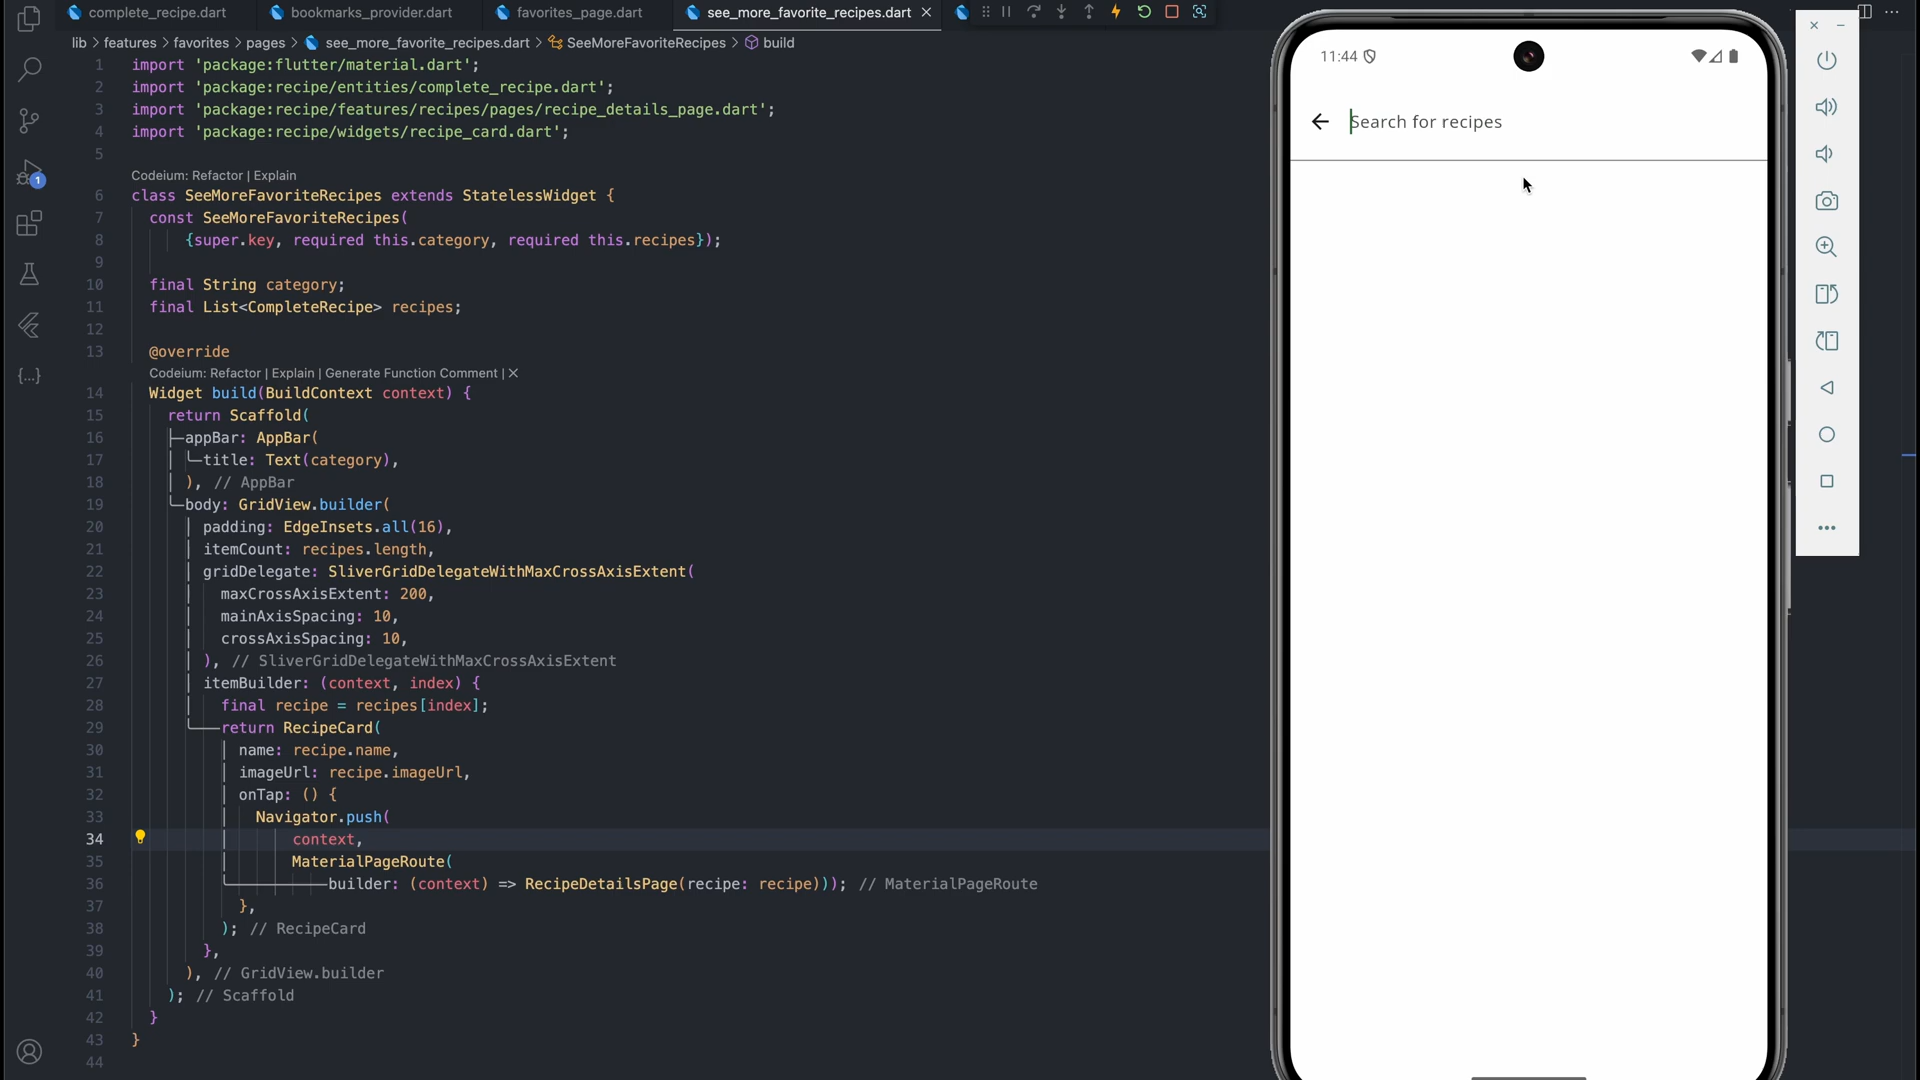 complete_recipe.dart
bookmarks_provider.dart
favorites_page.dart
see_more_favorite_recipes.dart
lib > features > favorites > pages > see_more_favorite_recipes.dart > SeeMoreFavoriteRecipes > build
1 import 'package:flutter/material.dart';
2 import 'package:recipe/entities/complete_recipe.dart';
3 import 'package:recipe/features/recipes/pages/recipe_details_page.dart';
4 import 'package:recipe/widgets/recipe_card.dart';
5
Codeium: Refactor | Explain
6 class SeeMoreFavoriteRecipes extends StatelessWidget {
7 const SeeMoreFavoriteRecipes(
8 {super.key, required this.category, required this.recipes});
9
10 final String category;
11 final List<CompleteRecipe> recipes;
12
13 @override
Codeium: Refactor | Explain | Generate Function Comment | ×
14 Widget build(BuildContext context) {
15 return Scaffold(
16 appBar: AppBar(
17 title: Text(category),
18 ), // AppBar
19 body: GridView.builder(
20 padding: EdgeInsets.all(16),
21 itemCount: recipes.length,
22 gridDelegate: SliverGridDelegateWithMaxCrossAxisExtent(
23 maxCrossAxisExtent: 200,
24 mainAxisSpacing: 10,
25 crossAxisSpacing: 10,
26 ), // SliverGridDelegateWithMaxCrossAxisExtent
27 itemBuilder: (context, index) {
28 final recipe = recipes[index];
29 return RecipeCard(
30 name: recipe.name,
31 imageUrl: recipe.imageUrl,
32 onTap: () {
33 Navigator.push(
34 context,
35 MaterialPageRoute(
36 builder: (context) => RecipeDetailsPage(recipe: recipe))); // MaterialPageRoute
37 },
38 ); // RecipeCard
39 },
40 ), // GridView.builder
41 ); // Scaffold
42 }
43 }
44
1
{...}
11:44
Search for recipes